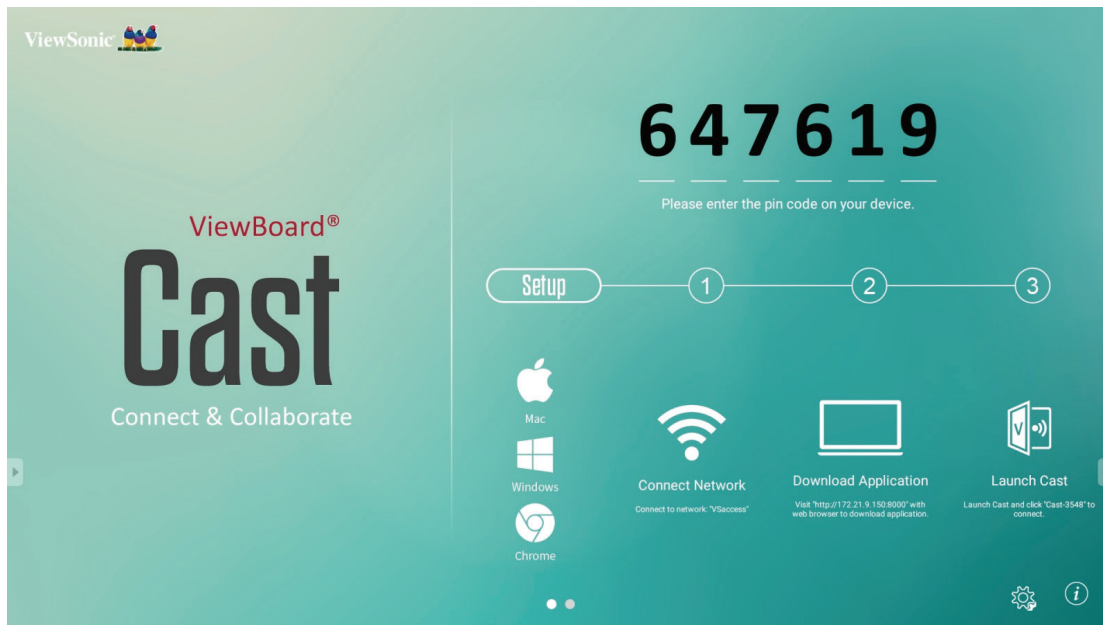 ViewSonic®
647619
Please enter the pin code on your device.
ViewBoard®
Cast
Connect & Collaborate
Setup
1
2
3
Mac
Windows
Chrome
Connect Network
Connect to network: "VSaccess"
Download Application
Visit "http://172.21.9.150:8000" with
web browser to download application.
Launch Cast
Launch Cast and click "Cast-3548" to
connect.
V
i